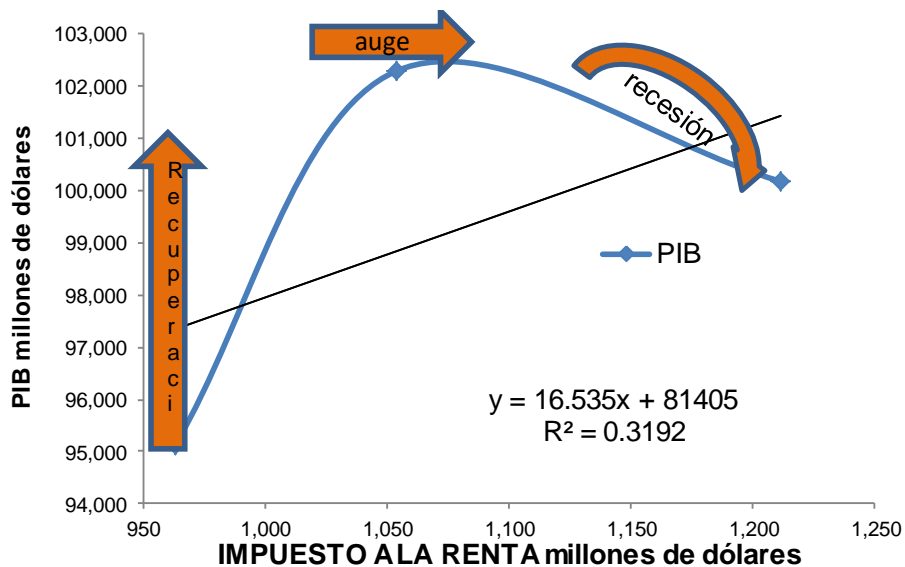 103,000
102,000
101,000
100,000
99,000
98,000
97,000
96,000
95,000
94,000
PIB millones de dólares
auge
recesión
Recuperaci
PIB
y = 16.535x + 81405
R² = 0.3192
950
1,000
1,050
1,100
1,150
1,200
1,250
IMPUESTO ALA RENTA millones de dólares